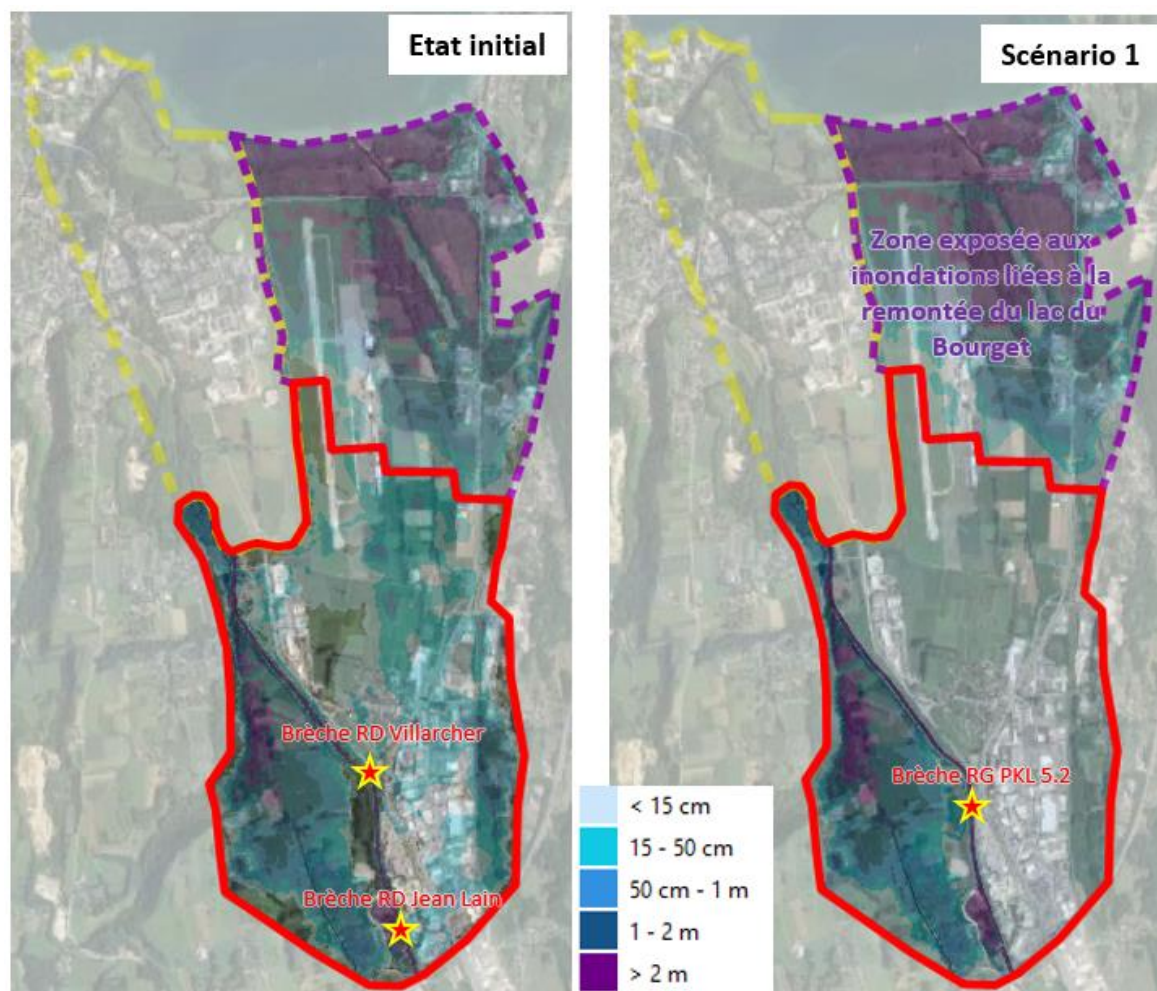 Etat initial
Scénario 1
Zone exposée aux
inondations liées à la
remontée du lac du
Bourget
Brèche RD Villarcher
Brèche RD Jean Lain
Brèche RG PKL 5.2
< 15 cm
15 - 50 cm
50 cm - 1 m
1 - 2 m
> 2 m